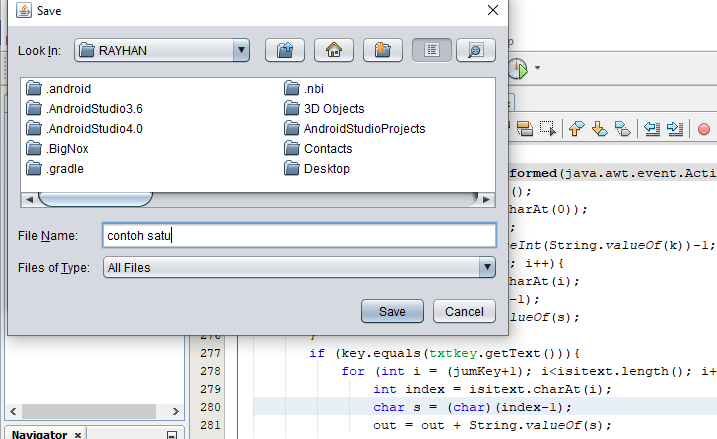 Save
Look In: RAYHAN
.android
.AndroidStudio3.6
.AndroidStudio4.0
.BigNox
.gradle
.nbi
3D Objects
AndroidStudioProjects
Contacts
Desktop
File Name: contoh satu
Files of Type: All Files
Save Cancel
formed(java.awt.event.Acti
();
harAt(0));
;
eInt(String.valueOf(k))-1;
; i++){
harAt(i);
-1);
lueOf(s);
276 }
277 if (key.equals(txtkey.getText())){
278 for (int i = (jumKey+1); i<isitext.length(); i+
279 int index = isitext.charAt(i);
280 char s = (char)(index-1);
281 out = out + String.valueOf(s);
Navigator ×